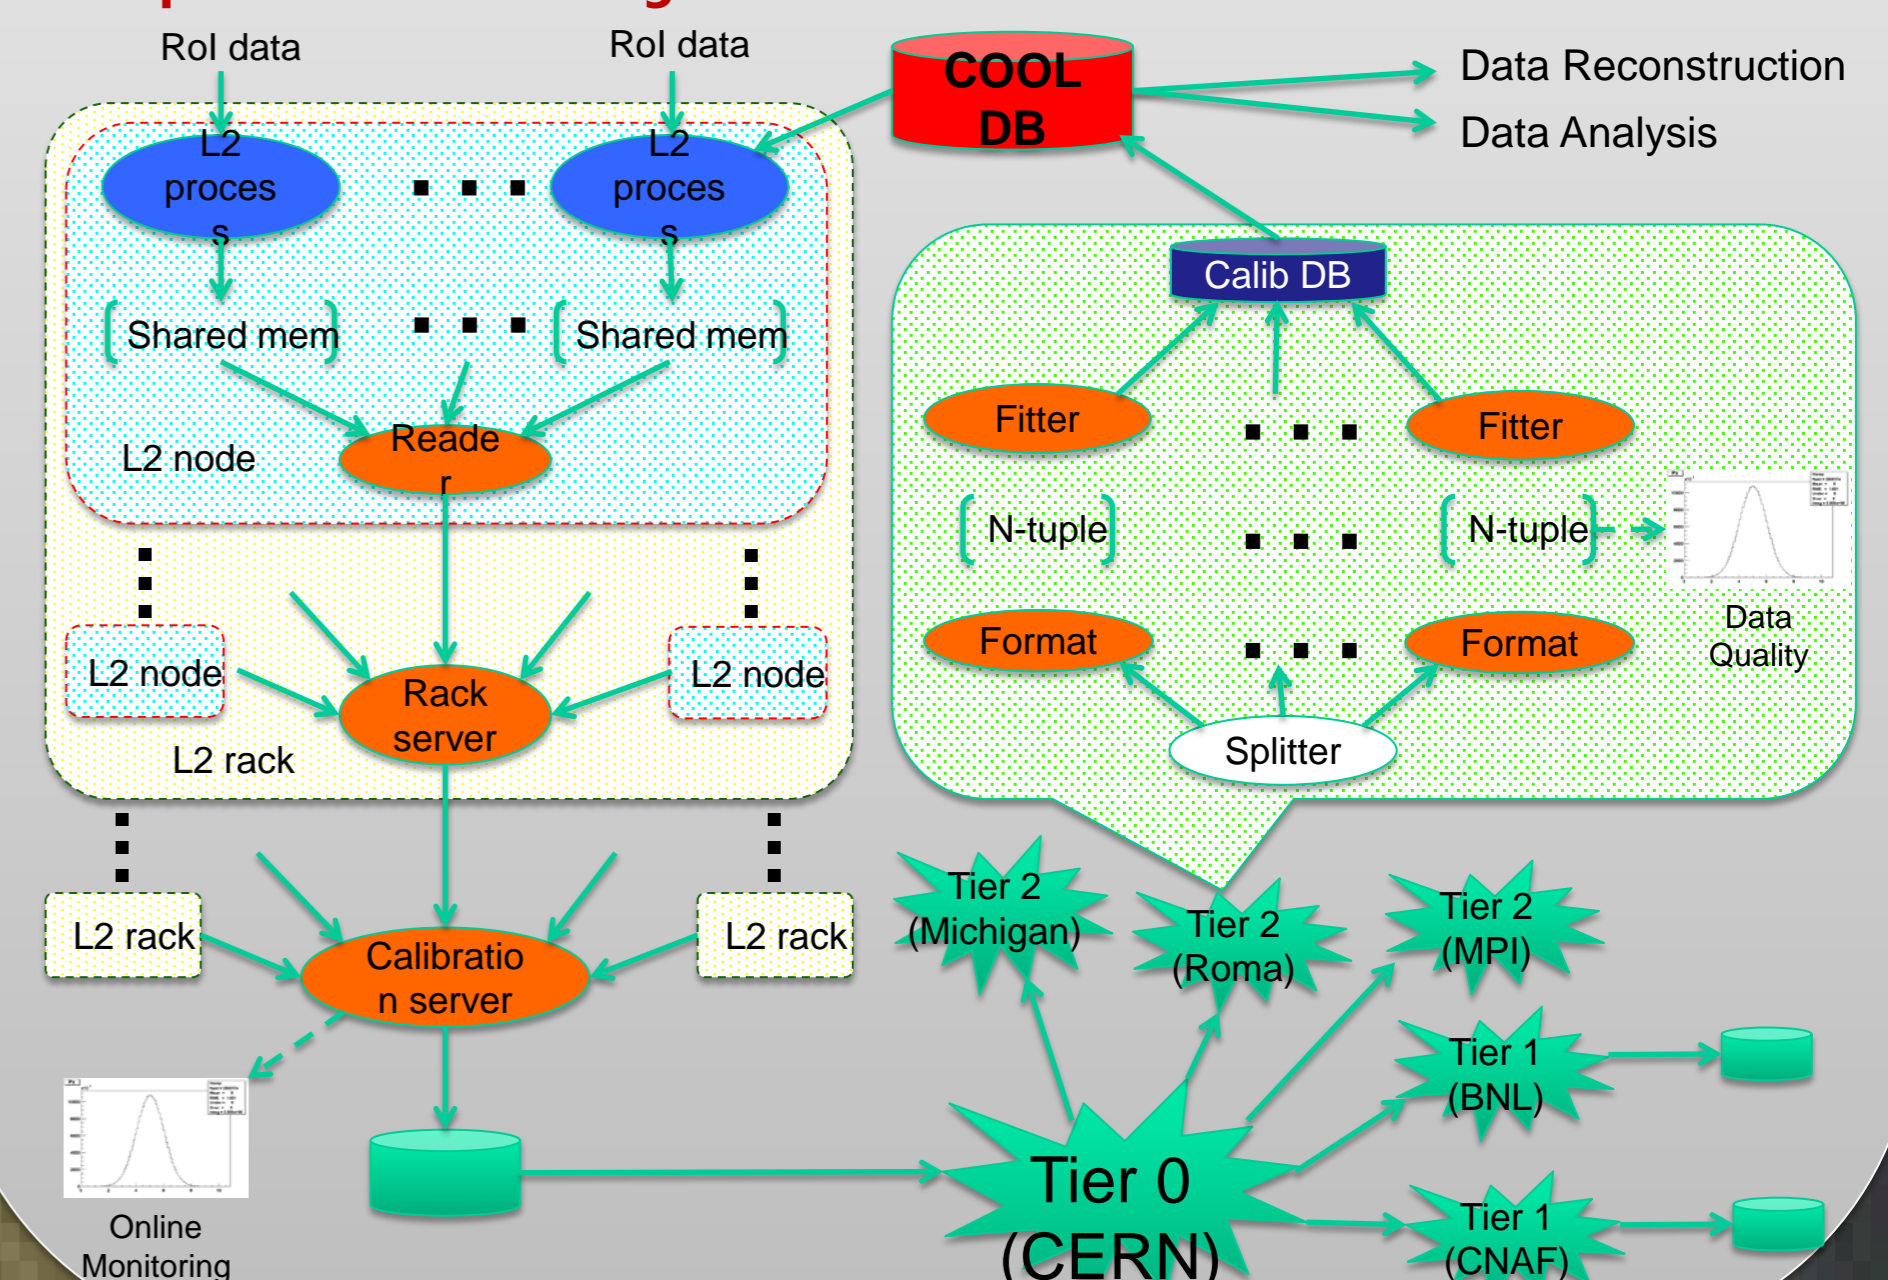 RoI data
RoI data
COOL
DB
Data Reconstruction
Data Analysis
L2
proces
s
L2
proces
s
Shared mem
Shared mem
Reade
r
L2 node
L2 node
L2 node
Rack
server
L2 rack
L2 rack
L2 rack
Calibratio
n server
Online
Monitoring
Calib DB
Fitter
Fitter
N-tuple
N-tuple
Format
Format
Data
Quality
Splitter
Tier 2
(Michigan)
Tier 2
(Roma)
Tier 2
(MPI)
Tier 1
(BNL)
Tier 0
(CERN)
Tier 1
(CNAF)